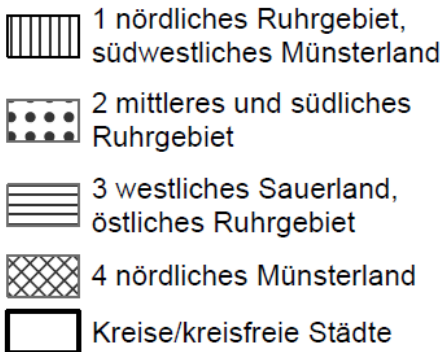 1 nördliches Ruhrgebiet,
südwestliches Münsterland
2 mittleres und südliches
Ruhrgebiet
3 westliches Sauerland,
östliches Ruhrgebiet
4 nördliches Münsterland
Kreise/kreisfreie Städte